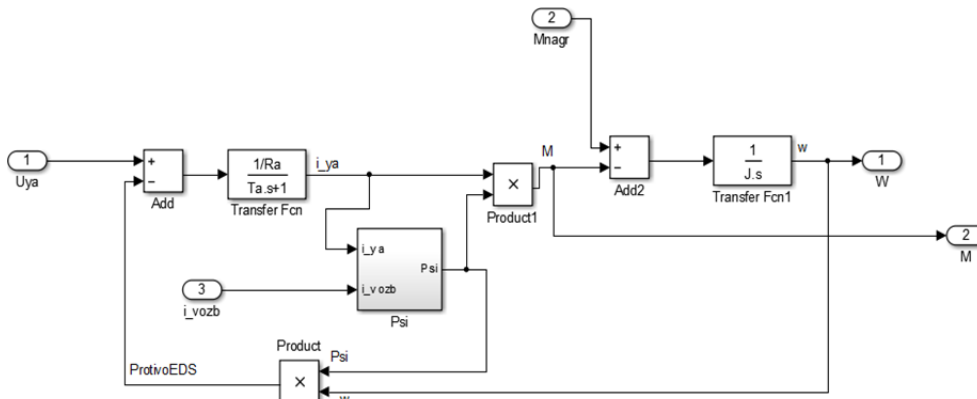 2
Mnagr
1
Uya
+
−
Add
1/Ra
Ta.s+1
Transfer Fcn
i_ya
×
Product1
M
+
−
Add2
1
J.s
Transfer Fcn1
w
1
W
2
M
i_ya
i_vozb
Psi
Psi
3
i_vozb
Product
×
Psi
ProtivoEDS